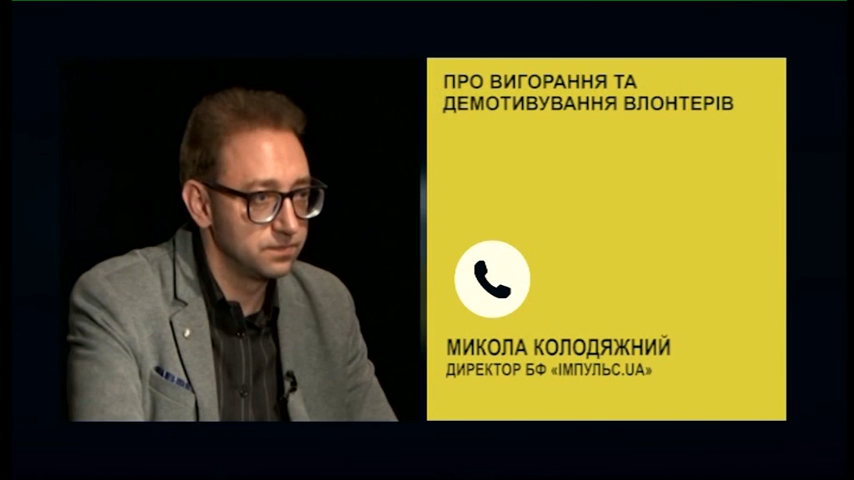 ПРО ВИГОРАННЯ ТА
ДЕМОТИВУВАННЯ ВЛОНТЕРІВ
МИКОЛА КОЛОДЯЖНИЙ
ДИРЕКТОР БФ «ІМПУЛЬС.UA»